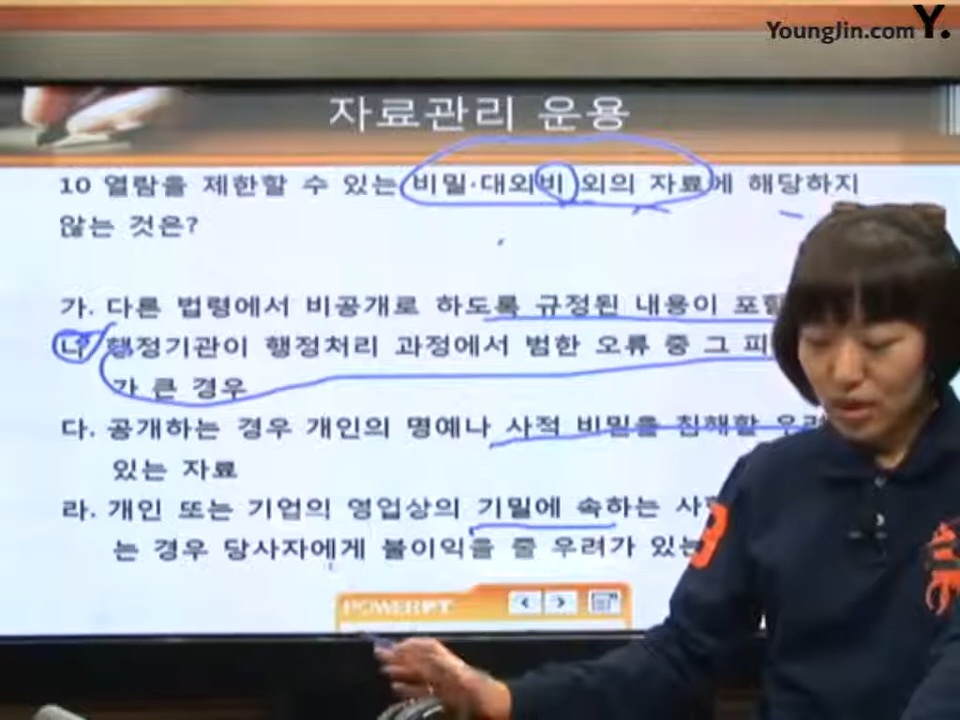 YoungJin.com Y.
자료관리 운용
10 열람을 제한할 수 있는 비밀·대외비 외의 자료에 해당하지
않는 것은?
가. 다른 법령에서 비공개로 하도록 규정된 내용이
나. 행정기관이 행정처리 과정에서 범한 오류 중 그
가 큰 경우
다. 공개하는 경우 개인의 명예나 사적 비밀을 침해할
있는 자료
라. 개인 또는 기업의 영업상의 기밀에 속하는
는 경우 당사자에게 불이익을 줄 우려가 있는
POWERPT